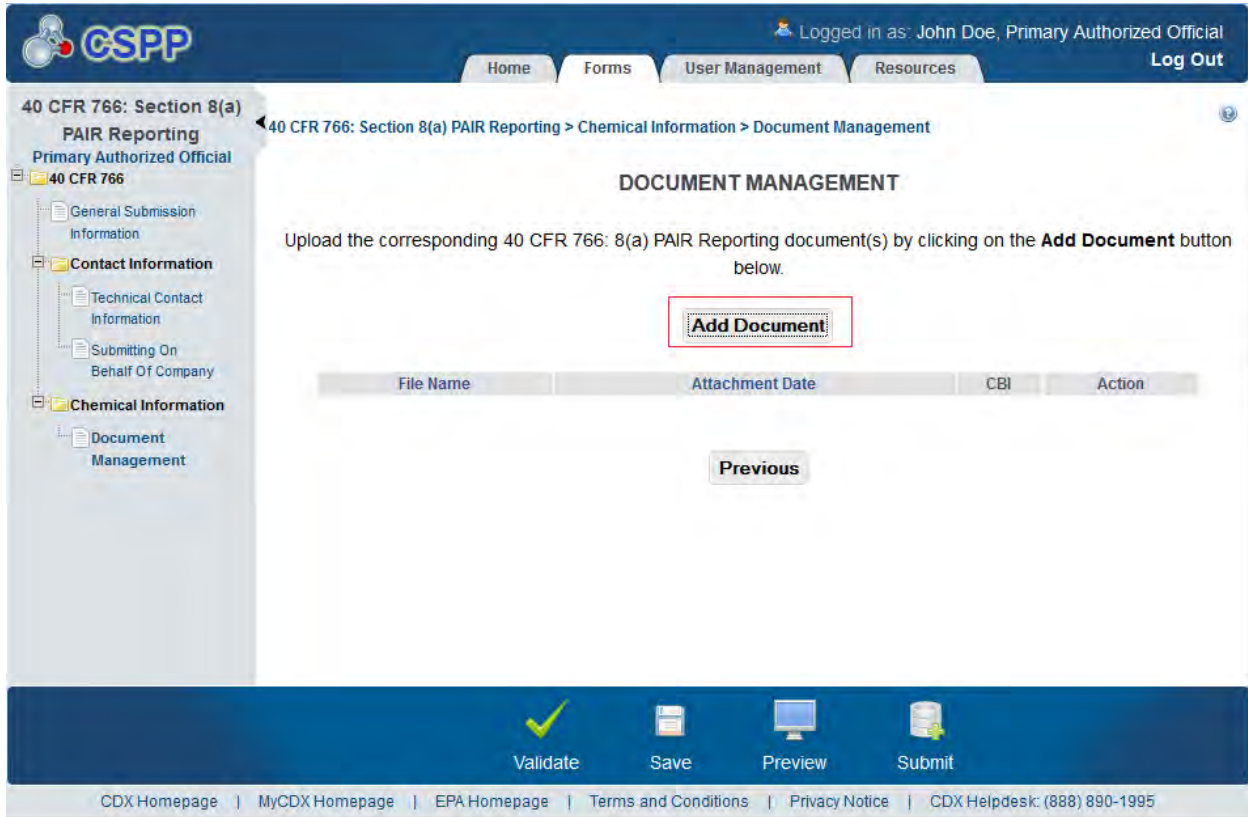 CSPP
Logged in as: John Doe, Primary Authorized Official
Log Out
Home
Forms
User Management
Resources
40 CFR 766: Section 8(a)
PAIR Reporting
Primary Authorized Official
40 CFR 766
General Submission
Information
Contact Information
Technical Contact
Information
Submitting On
Behalf Of Company
Chemical Information
Document
Management
40 CFR 766: Section 8(a) PAIR Reporting > Chemical Information > Document Management
DOCUMENT MANAGEMENT
Upload the corresponding 40 CFR 766: 8(a) PAIR Reporting document(s) by clicking on the Add Document button
below.
Add Document
File Name Attachment Date CBI Action
Previous
Validate Save Preview Submit
CDX Homepage | MyCDX Homepage | EPA Homepage | Terms and Conditions | Privacy Notice | CDX Helpdesk: (888) 890-1995